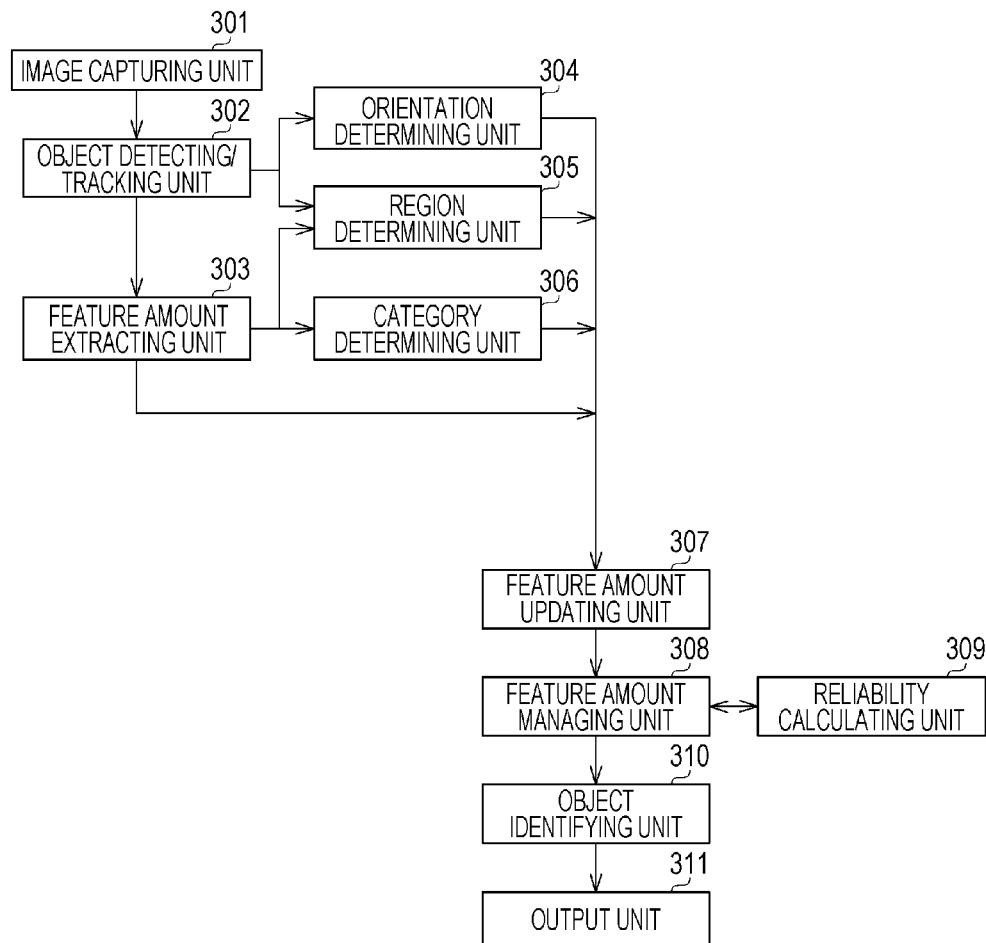 301
IMAGE CAPTURING UNIT
302
OBJECT DETECTING/
TRACKING UNIT
303
FEATURE AMOUNT
EXTRACTING UNIT
304
ORIENTATION
DETERMINING UNIT
305
REGION
DETERMINING UNIT
306
CATEGORY
DETERMINING UNIT
307
FEATURE AMOUNT
UPDATING UNIT
308
FEATURE AMOUNT
MANAGING UNIT
309
RELIABILITY
CALCULATING UNIT
310
OBJECT
IDENTIFYING UNIT
311
OUTPUT UNIT